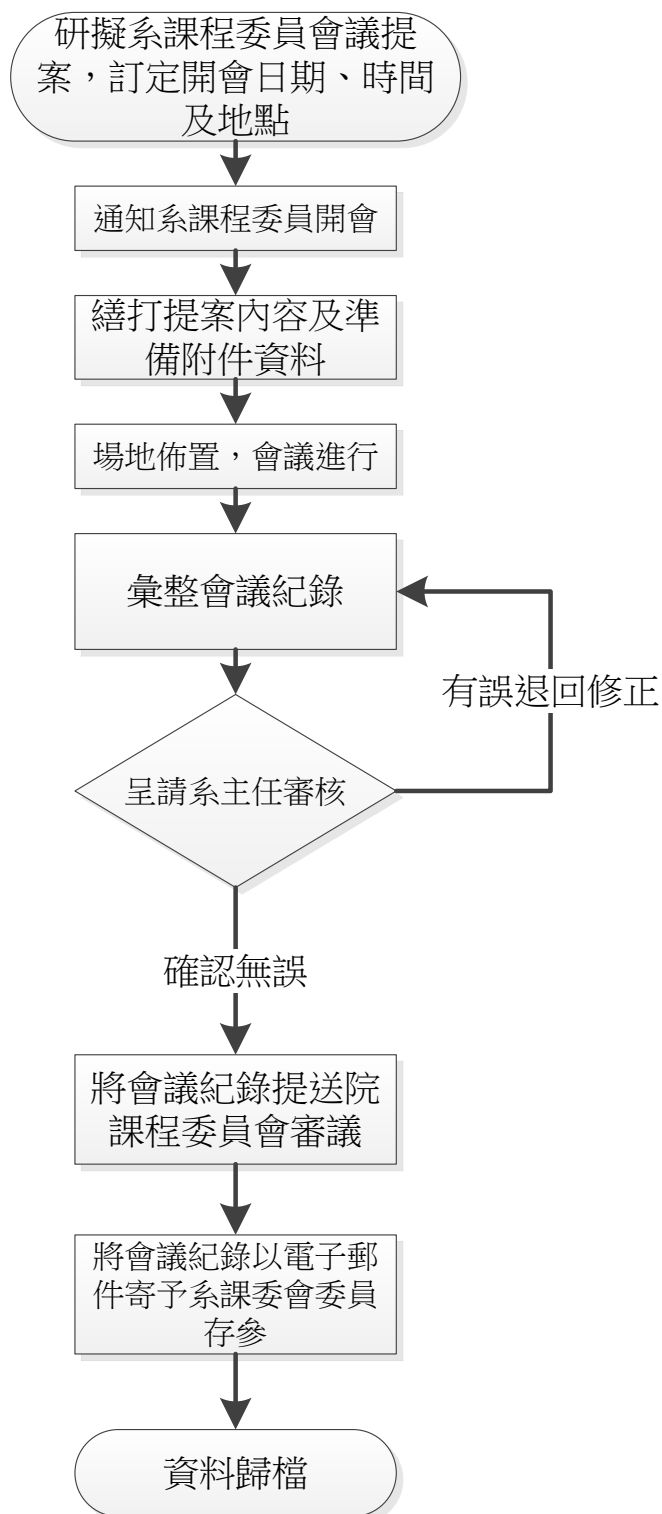 研擬系課程委員會議提
案，訂定開會日期、時間
及地點
通知系課程委員開會
繕打提案內容及準
備附件資料
場地佈置，會議進行
彙整會議紀錄
有誤退回修正
呈請系主任審核
確認無誤
將會議紀錄提送院
課程委員會審議
將會議紀錄以電子郵
件寄予系課委會委員
存參
資料歸檔